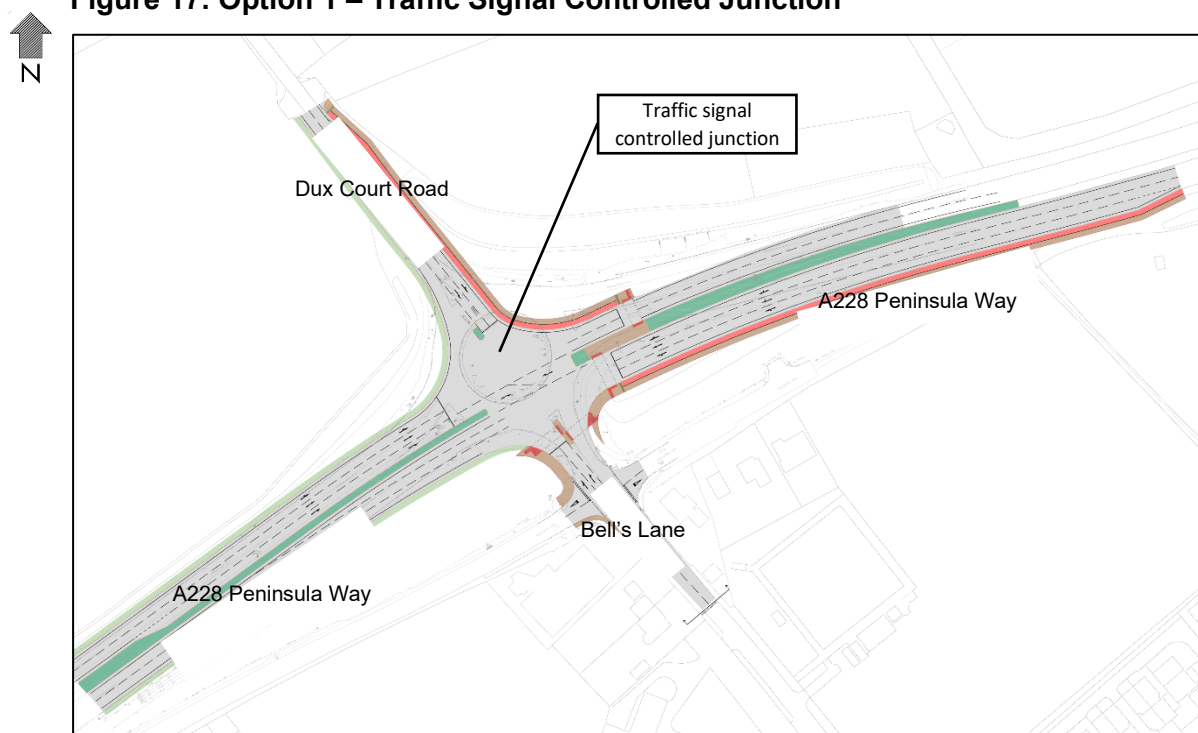 Figure 17: Option 1 – Traffic Signal Controlled Junction
N
Traffic signal
controlled junction
Dux Court Road
A228 Peninsula Way
Bell's Lane
A228 Peninsula Way